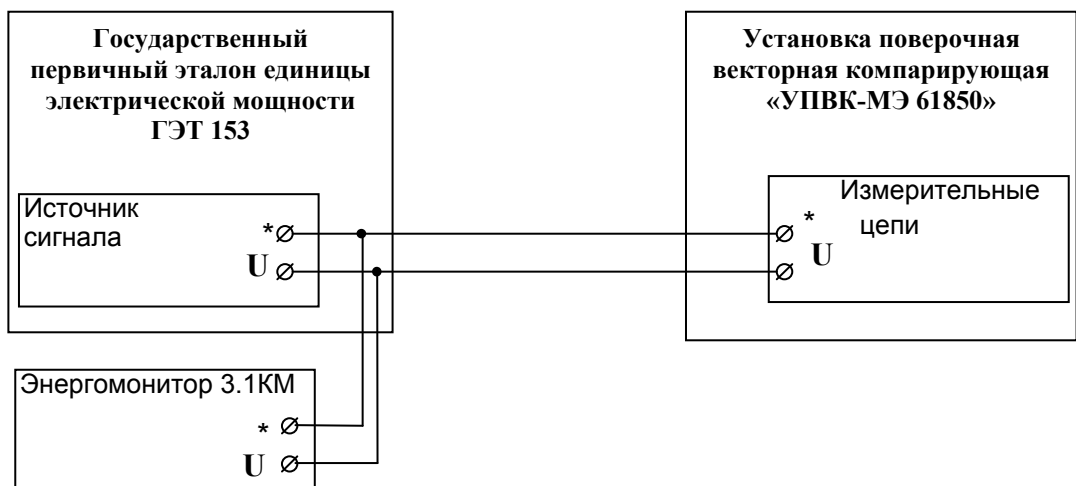 Государственный
первичный эталон единицы
электрической мощности
ГЭТ 153
Источник
сигнала
*
U
Установка поверочная
векторная компарирующая
«УПВК-МЭ 61850»
Измерительные
цепи
*
U
Энергомонитор 3.1КМ
*
U